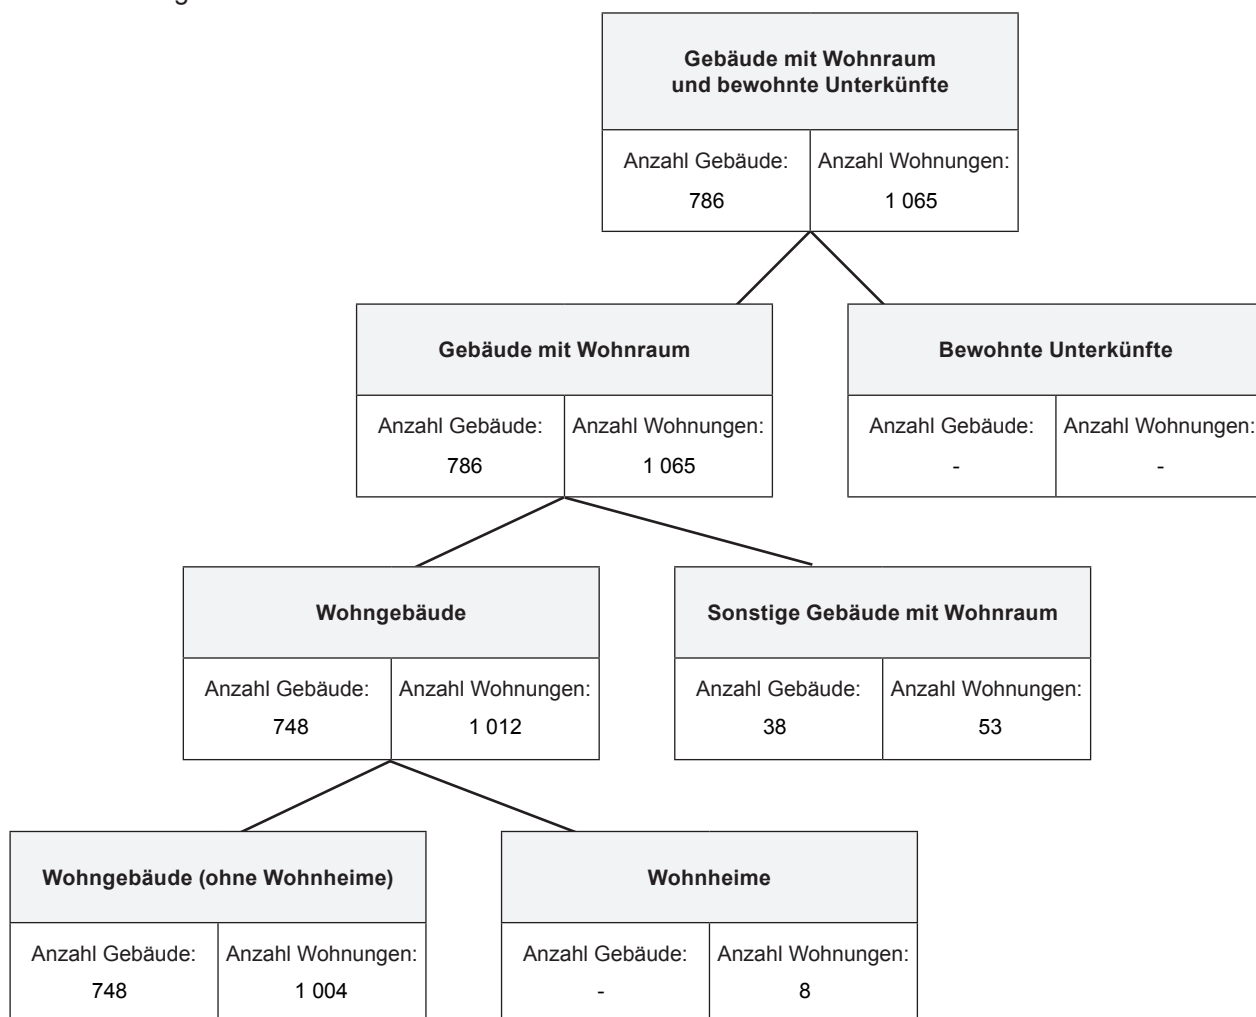 Gebäude mit Wohnraum
und bewohnte Unterkünfte
Anzahl Gebäude: Anzahl Wohnungen:
786 1 065
Gebäude mit Wohnraum Bewohnte Unterkünfte
Anzahl Gebäude: Anzahl Wohnungen: Anzahl Gebäude: Anzahl Wohnungen:
786 1 065 - -
Wohngebäude Sonstige Gebäude mit Wohnraum
Anzahl Gebäude: Anzahl Wohnungen: Anzahl Gebäude: Anzahl Wohnungen:
748 1 012 38 53
Wohngebäude (ohne Wohnheime) Wohnheime
Anzahl Gebäude: Anzahl Wohnungen: Anzahl Gebäude: Anzahl Wohnungen:
748 1 004 - 8